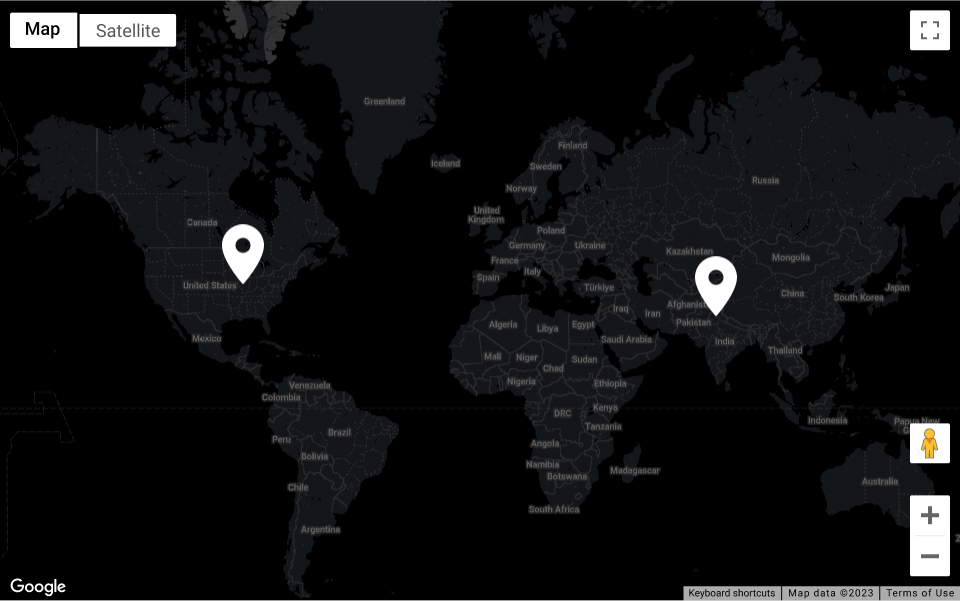 Map
Satellite
Greenland
Iceland
Finland
Sweden
Norway
Russia
Canada
United
Kingdom
Poland
Germany
Ukraine
Kazakhstan
Mongolia
France
Italy
Spain
Türkiye
United States
China
Japan
South Korea
Afghanist
Iraq
Iran
Pakistan
Algeria
Libya
Egypt
Saudi Arabia
India
Mexico
Thailand
Mali
Niger
Chad
Sudan
Nigeria
Ethiopia
Venezuela
Colombia
DRC
Kenya
Tanzania
Indonesia
Papua New
G
Peru
Brazil
Bolivia
Angola
Namibia
Botswana
Madagascar
Chile
Australia
South Africa
Argentina
2
Google
Keyboard shortcuts
Map data ©2023
Terms of Use